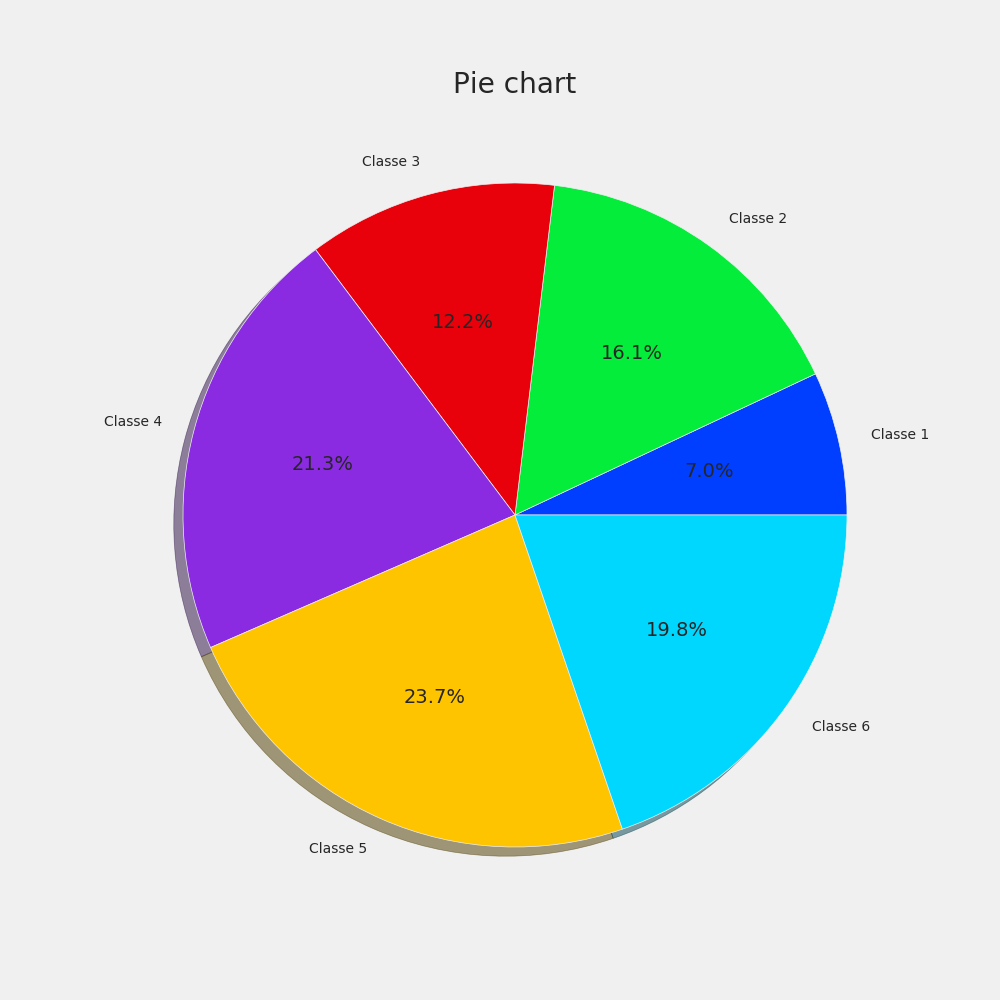 Pie chart
Classe 3
Classe 2
12.2%
16.1%
Classe 4
Classe 1
21.3%
7.0%
19.8%
23.7%
Classe 6
Classe 5